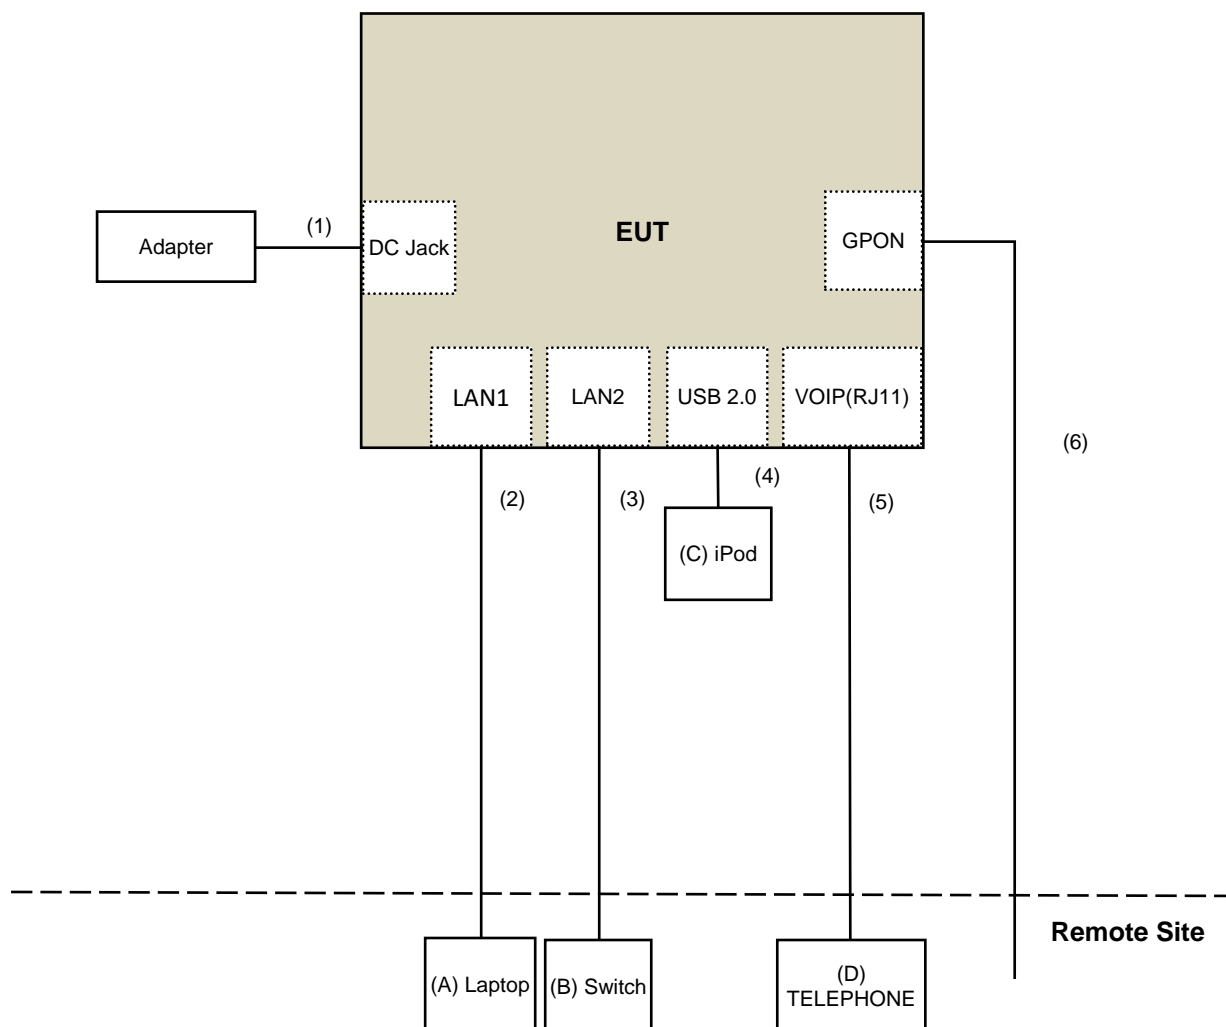 (1)
Adapter
DC Jack
EUT
GPON
LAN1
LAN2
USB 2.0
VOIP(RJ11)
(2)
(3)
(4)
(5)
(6)
(C) iPod
Remote Site
(A) Laptop
(B) Switch
(D)
TELEPHONE